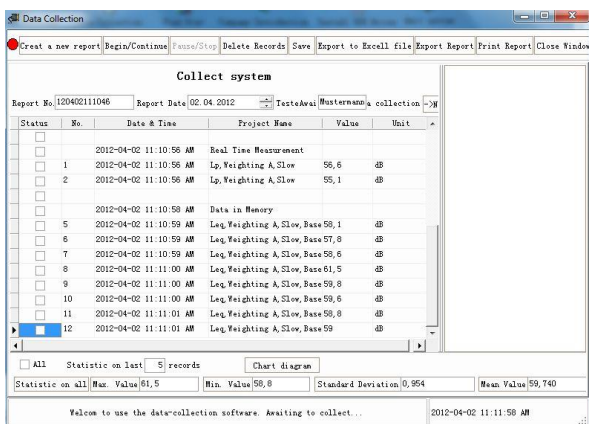 Data Collection
Creat a new report Begin/Continue Pause/Stop Delete Records Save Export to Excell file Export Report Print Report Close Window
Collect system
Report No. 120402111046 Report Date 02.04.2012 TesteAwai Mustermann a collection ->N
Status No. Date & Time Project Name Value Unit
2012-04-02 11:10:56 AM Real Time Measurement
1 2012-04-02 11:10:56 AM Lp, Weighting A, Slow 56,6 dB
2 2012-04-02 11:10:56 AM Lp, Weighting A, Slow 55,1 dB
2012-04-02 11:10:58 AM Data in Memory
5 2012-04-02 11:10:59 AM Leq, Weighting A, Slow, Base 58,1 dB
6 2012-04-02 11:10:59 AM Leq, Weighting A, Slow, Base 57,8 dB
7 2012-04-02 11:10:59 AM Leq, Weighting A, Slow, Base 58,6 dB
8 2012-04-02 11:11:00 AM Leq, Weighting A, Slow, Base 61,5 dB
9 2012-04-02 11:11:00 AM Leq, Weighting A, Slow, Base 59,8 dB
10 2012-04-02 11:11:00 AM Leq, Weighting A, Slow, Base 59,6 dB
11 2012-04-02 11:11:01 AM Leq, Weighting A, Slow, Base 58,8 dB
12 2012-04-02 11:11:01 AM Leq, Weighting A, Slow, Base 59 dB
All Statistic on last 5 records Chart diagram
Statistic on all Max. Value 61,5 Min. Value 58,8 Standard Deviation 0,954 Mean Value 59,740
Welcom to use the data-collection software. Awaiting to collect... 2012-04-02 11:11:58 AM